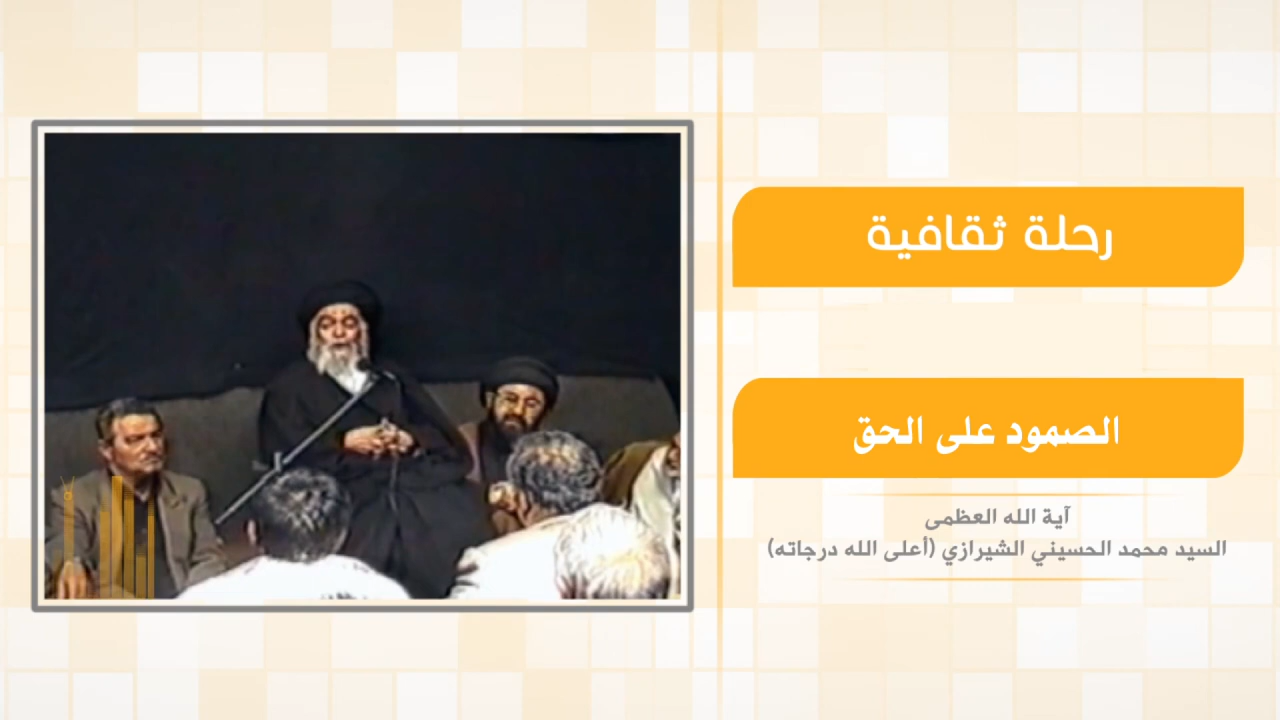 رحلة ثقافية
الصمود على الحق
آية الله العظمى
السيد محمد الحسيني الشيرازي (أعلى الله درجاته)